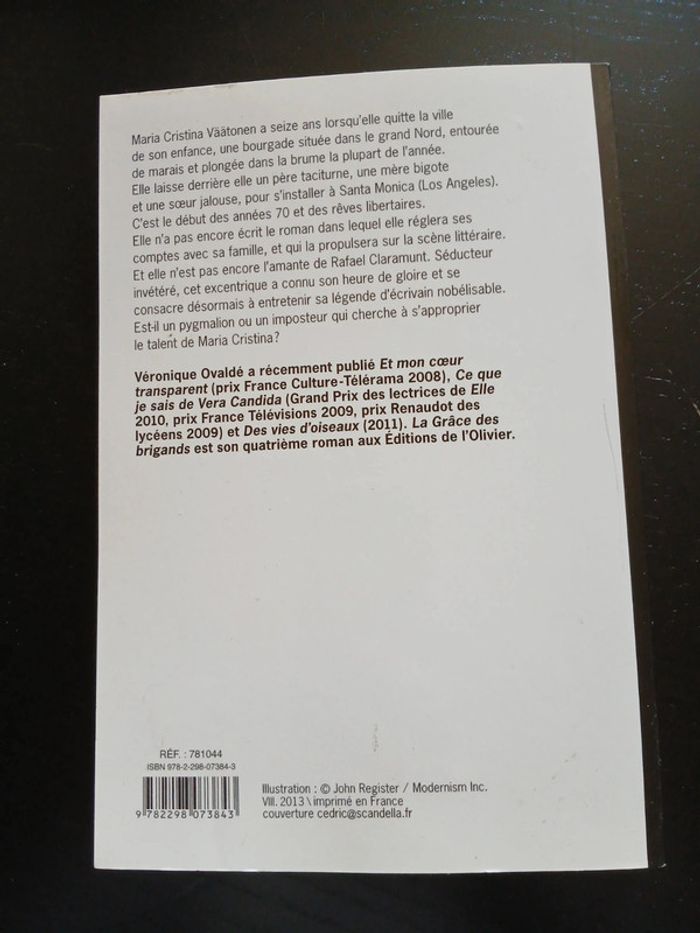 Maria Cristina Väätonen a seize ans lorsqu'elle quitte la ville
de son enfance, une bourgade située dans le grand Nord, entourée
de marais et plongée dans la brume la plupart de l'année.
Elle laisse derrière elle un père taciturne, une mère bigote
et une sœur jalouse, pour s'installer à Santa Monica (Los Angeles).
C'est le début des années 70 et des rêves libertaires.
Elle n'a pas encore écrit le roman dans lequel elle réglera ses
comptes avec sa famille, et qui la propulsera sur la scène littéraire.
Et elle n'est pas encore l'amante de Rafael Claramunt. Séducteur
invétéré, cet excentrique a connu son heure de gloire et se
consacre désormais à entretenir sa légende d'écrivain nobélisable.
Est-il un pygmalion ou un imposteur qui cherche à s'approprier
le talent de Maria Cristina?
Véronique Ovaldé a récemment publié Et mon cœur
transparent (prix France Culture-Télérama 2008), Ce que
je sais de Vera Candida (Grand Prix des lectrices de Elle
2010, prix France Télévisions 2009, prix Renaudot des
lycéens 2009) et Des vies d'oiseaux (2011). La Grâce des
brigands est son quatrième roman aux Éditions de l'Olivier.
RÉF. : 781044
ISBN 978-2-298-07384-3
9 782298 073843
Illustration : © John Register / Modernism Inc.
VIII. 2013 \ imprimé en France
couverture cedric@scandella.fr